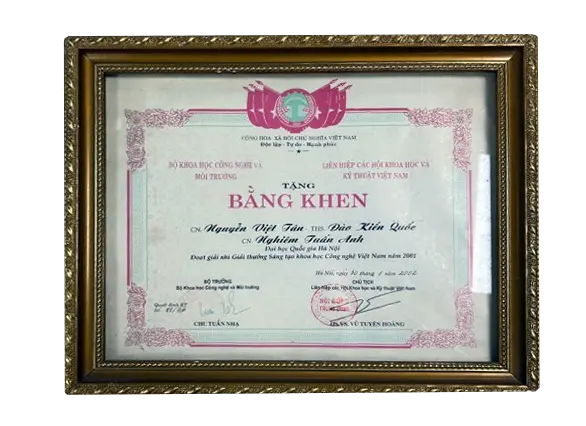 CỘNG HOÀ XÃ HỘI CHỦ NGHĨA VIỆT NAM
Độc lập - Tự do - Hạnh phúc
BỘ KHOA HỌC CÔNG NGHỆ VÀ
MÔI TRƯỜNG
LIÊN HIỆP CÁC HỘI KHOA HỌC VÀ
KỸ THUẬT VIỆT NAM
TẶNG
BẰNG KHEN
CN. Nguyễn Việt Tân THS. Đào Kiến Quốc
CN. Nghiêm Tuấn Anh
Đại học Quốc gia Hà Nội
Đoạt giải nhì Giải thưởng Sáng tạo khoa học Công nghệ Việt Nam năm 2001
Hà Nội, ngày tháng 2002
BỘ TRƯỞNG
Bộ Khoa học Công nghệ và Môi trường
CHỦ TỊCH
Liên hiệp các Hội Khoa học và Kỹ thuật Việt Nam
Quyết định KT
Số:
CHU TUẤN NHẠ
VŨ TUYÊN HOÀNG